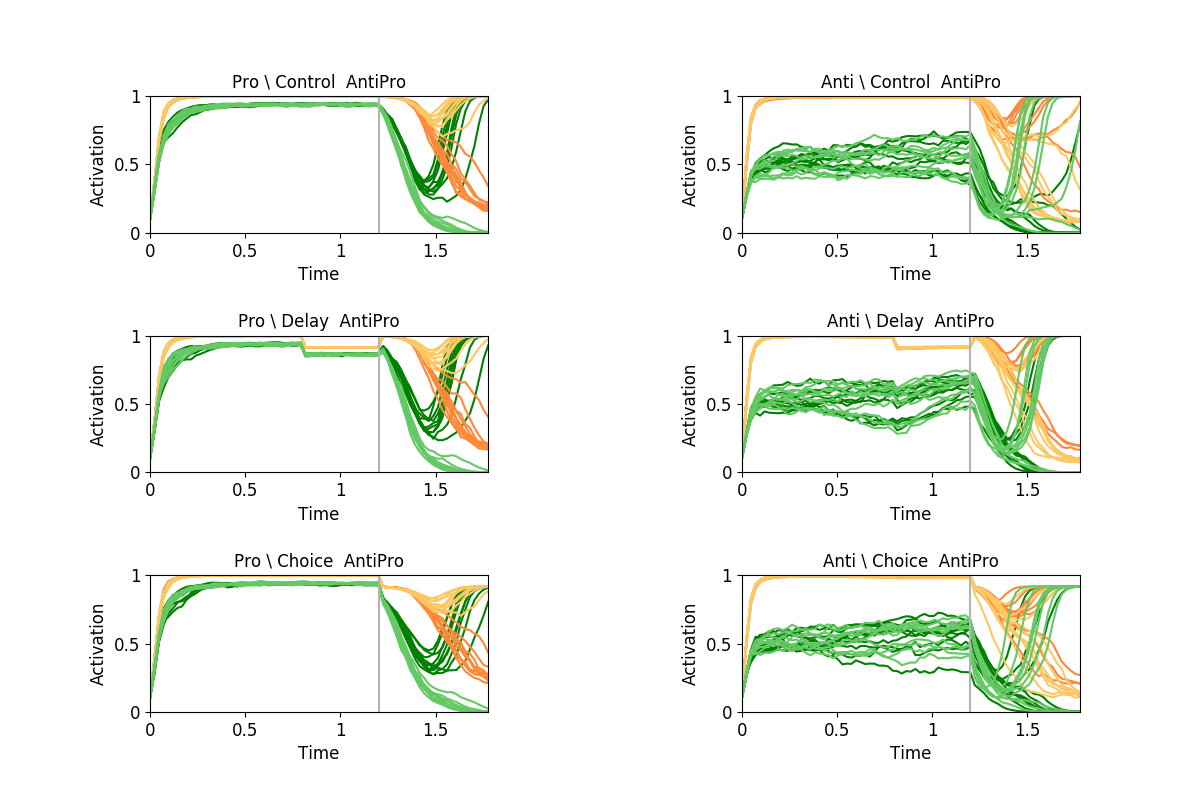 Pro \ Control  AntiPro
Activation
1
0.5
0
0
0.5
1
1.5
Time
Anti \ Control  AntiPro
Activation
1
0.5
0
0
0.5
1
1.5
Time
Pro \ Delay  AntiPro
Activation
1
0.5
0
0
0.5
1
1.5
Time
Anti \ Delay  AntiPro
Activation
1
0.5
0
0
0.5
1
1.5
Time
Pro \ Choice  AntiPro
Activation
1
0.5
0
0
0.5
1
1.5
Time
Anti \ Choice  AntiPro
Activation
1
0.5
0
0
0.5
1
1.5
Time